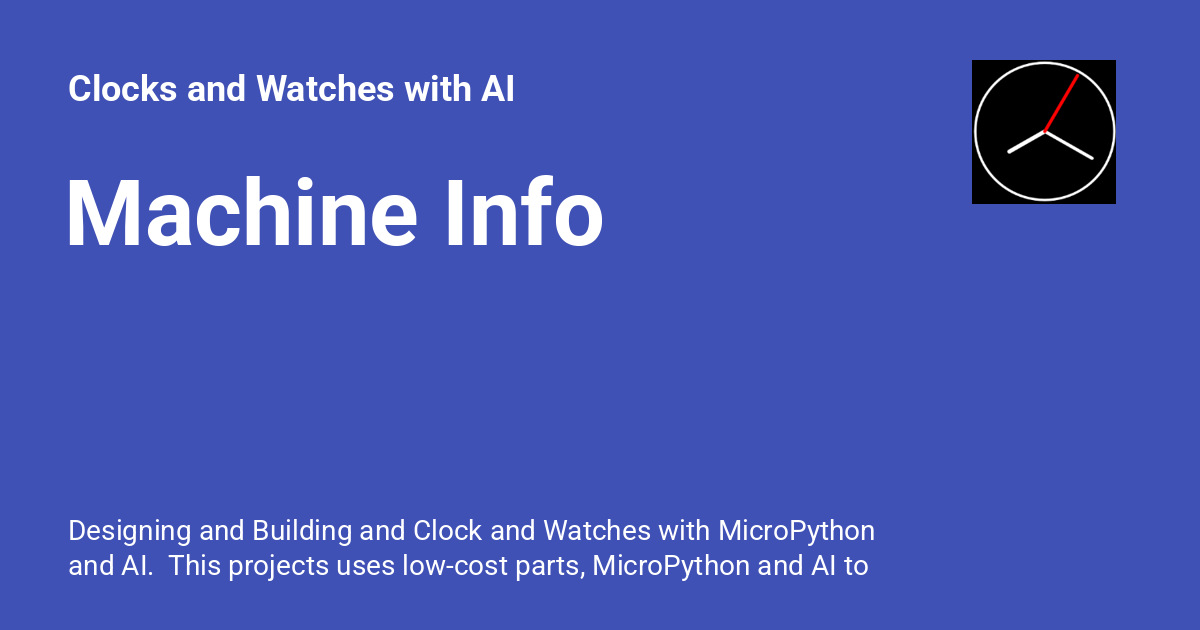 Clocks and Watches with AI
Machine Info
Designing and Building and Clock and Watches with MicroPython
and AI.  This projects uses low-cost parts, MicroPython and AI to